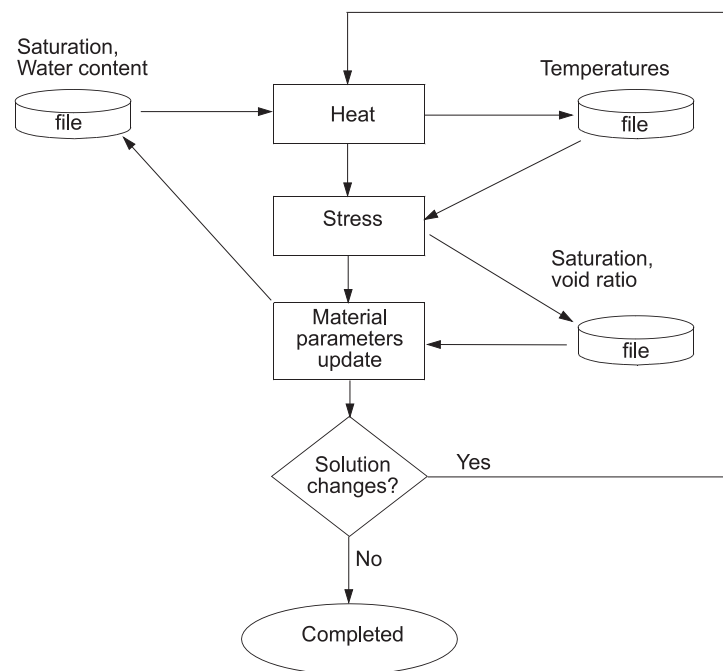 Saturation,
Water content
file
Heat
Temperatures
file
Stress
Saturation,
void ratio
file
Material
parameters
update
Solution
changes?
Yes
No
Completed